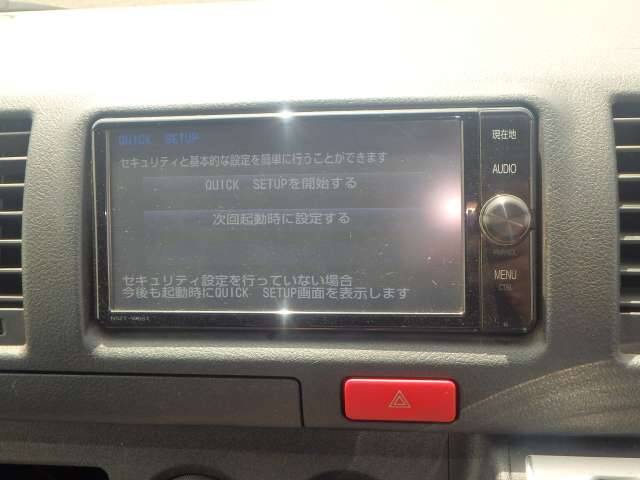 QUICK SETUP
セキュリティと基本的な設定を簡単に行うことができます
QUICK SETUPを開始する
次回起動時に設定する
セキュリティ設定を行っていない場合
今後も起動時にQUICK SETUP画面を表示します
現在地
AUDIO
MENU